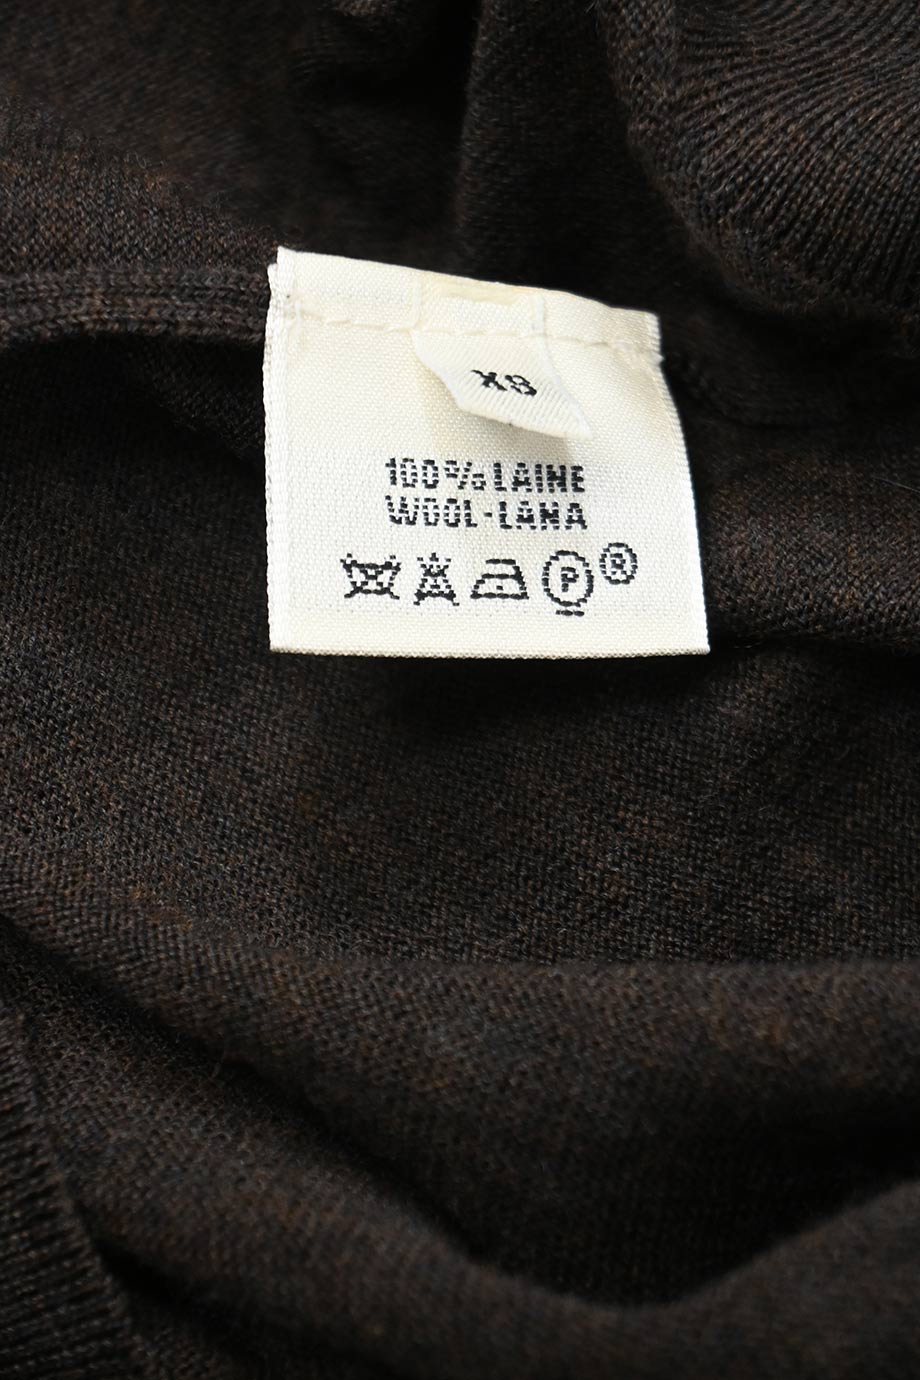 XS
100% LAINE
WOOL-LANA
P ®